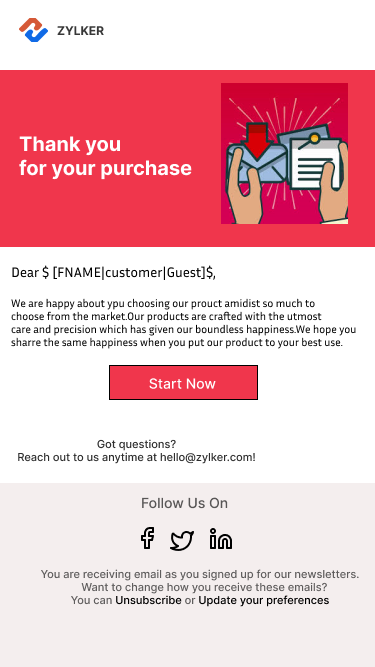 ZYLKER
Thank you
for your purchase
Dear $ [FNAME|customer|Guest]$,
We are happy about ypu choosing our prouct amidist so much to
choose from the market.Our products are crafted with the utmost
care and precision which has given our boundless happiness.We hope you
sharre the same happiness when you put our product to your best use.
Start Now
Got questions?
Reach out to us anytime at hello@zylker.com!
Follow Us On
You are receiving email as you signed up for our newsletters.
Want to change how you receive these emails?
You can Unsubscribe or Update your preferences